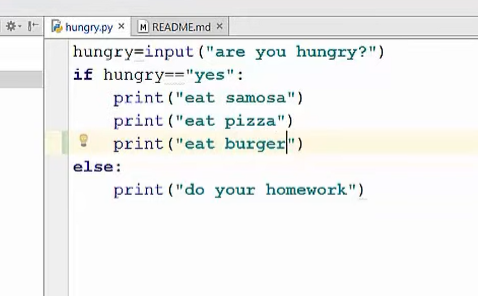 hungry.py × README.md ×
hungry=input("are you hungry?")
if hungry=="yes":
print("eat samosa")
print("eat pizza")
print("eat burger")
else:
print("do your homework")